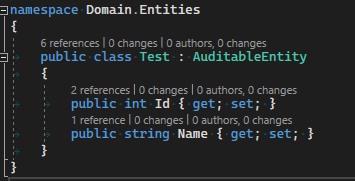 namespace Domain.Entities
{
6 references | 0 changes | 0 authors, 0 changes
public class Test : AuditableEntity
{
2 references | 0 changes | 0 authors, 0 changes
public int Id { get; set; }
1 reference | 0 changes | 0 authors, 0 changes
public string Name { get; set; }
}
}